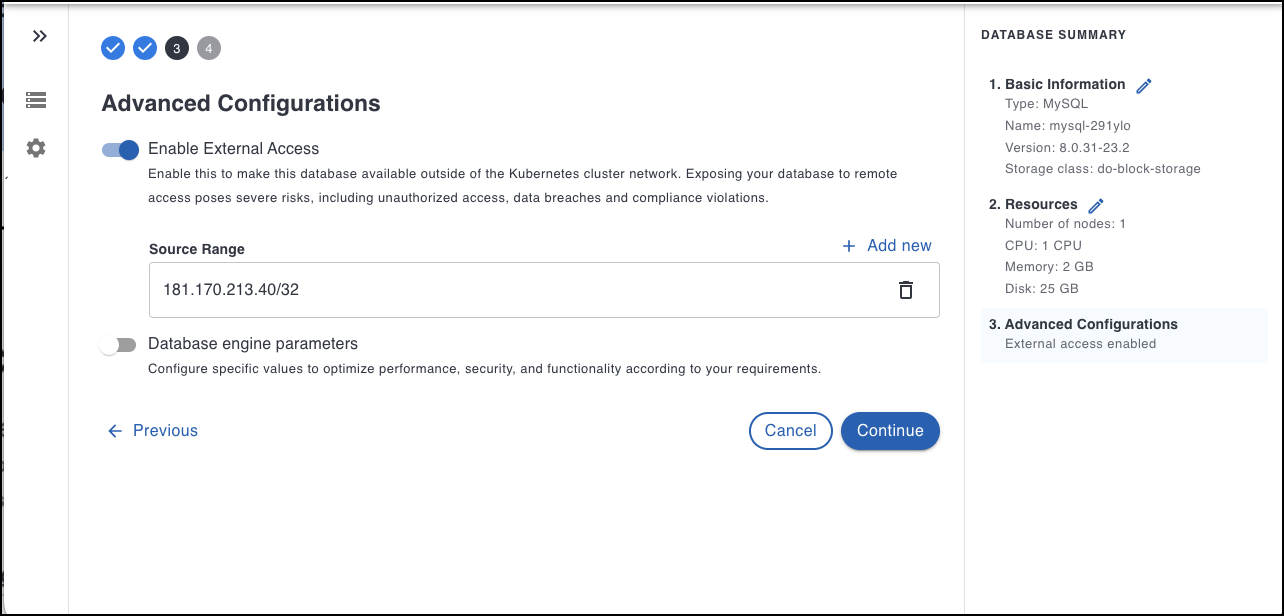 3
4
Advanced Configurations
Enable External Access
Enable this to make this database available outside of the Kubernetes cluster network. Exposing your database to remote
access poses severe risks, including unauthorized access, data breaches and compliance violations.
Source Range
Add new
181.170.213.40/32
Database engine parameters
Configure specific values to optimize performance, security, and functionality according to your requirements.
Previous
Cancel
Continue
DATABASE SUMMARY
1. Basic Information
Type: MySQL
Name: mysql-291ylo
Version: 8.0.31-23.2
Storage class: do-block-storage
2. Resources
Number of nodes: 1
CPU: 1 CPU
Memory: 2 GB
Disk: 25 GB
3. Advanced Configurations
External access enabled